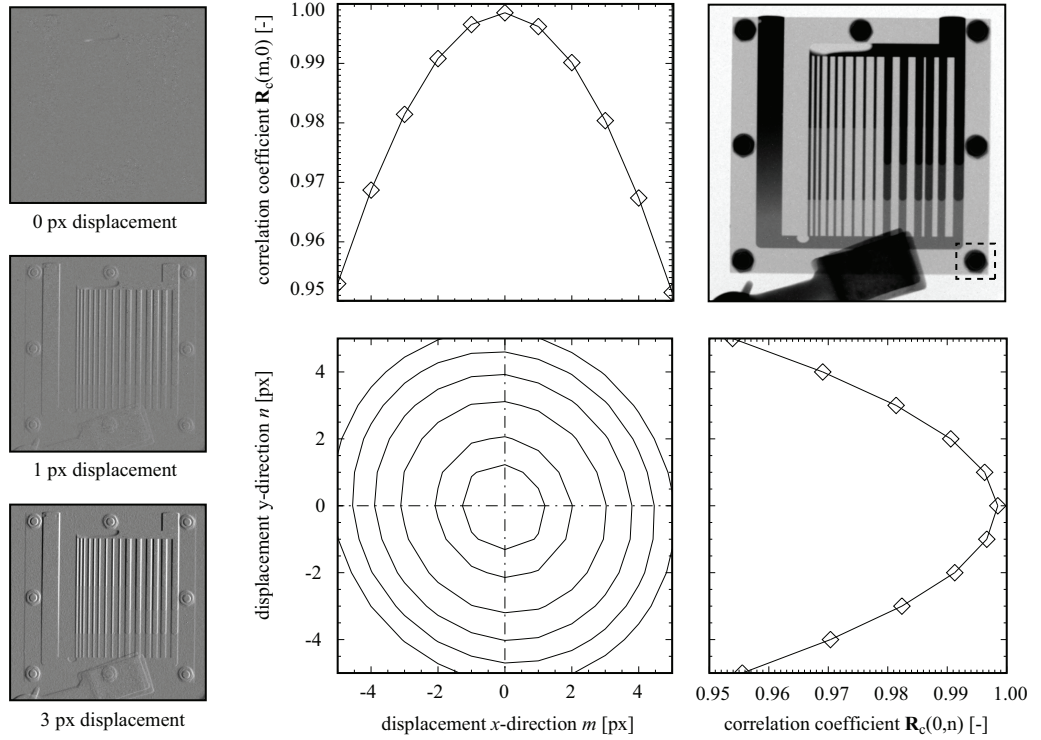 0 px displacement
1 px displacement
3 px displacement
correlation coefficient R_c(m,0) [-]
1.00
0.99
0.98
0.97
0.96
0.95
displacement y-direction n [px]
4
2
0
-2
-4
-4 -2 0 2 4
displacement x-direction m [px]
0.95 0.96 0.97 0.98 0.99 1.00
correlation coefficient R_c(0,n) [-]